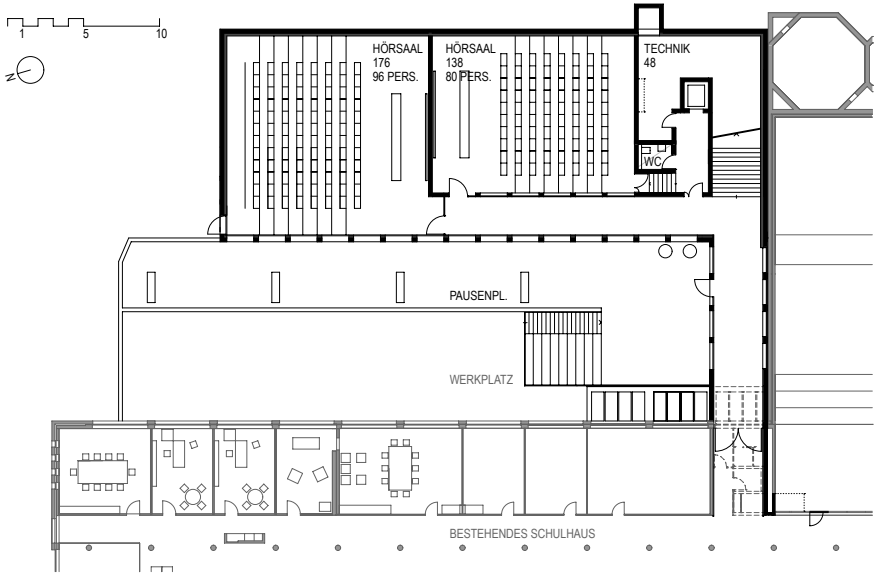 1 5 10
N
HÖRSAAL
176
96 PERS.
HÖRSAAL
138
80 PERS.
TECHNIK
48
WC
PAUSENPL.
WERKPLATZ
BESTEHENDES SCHULHAUS